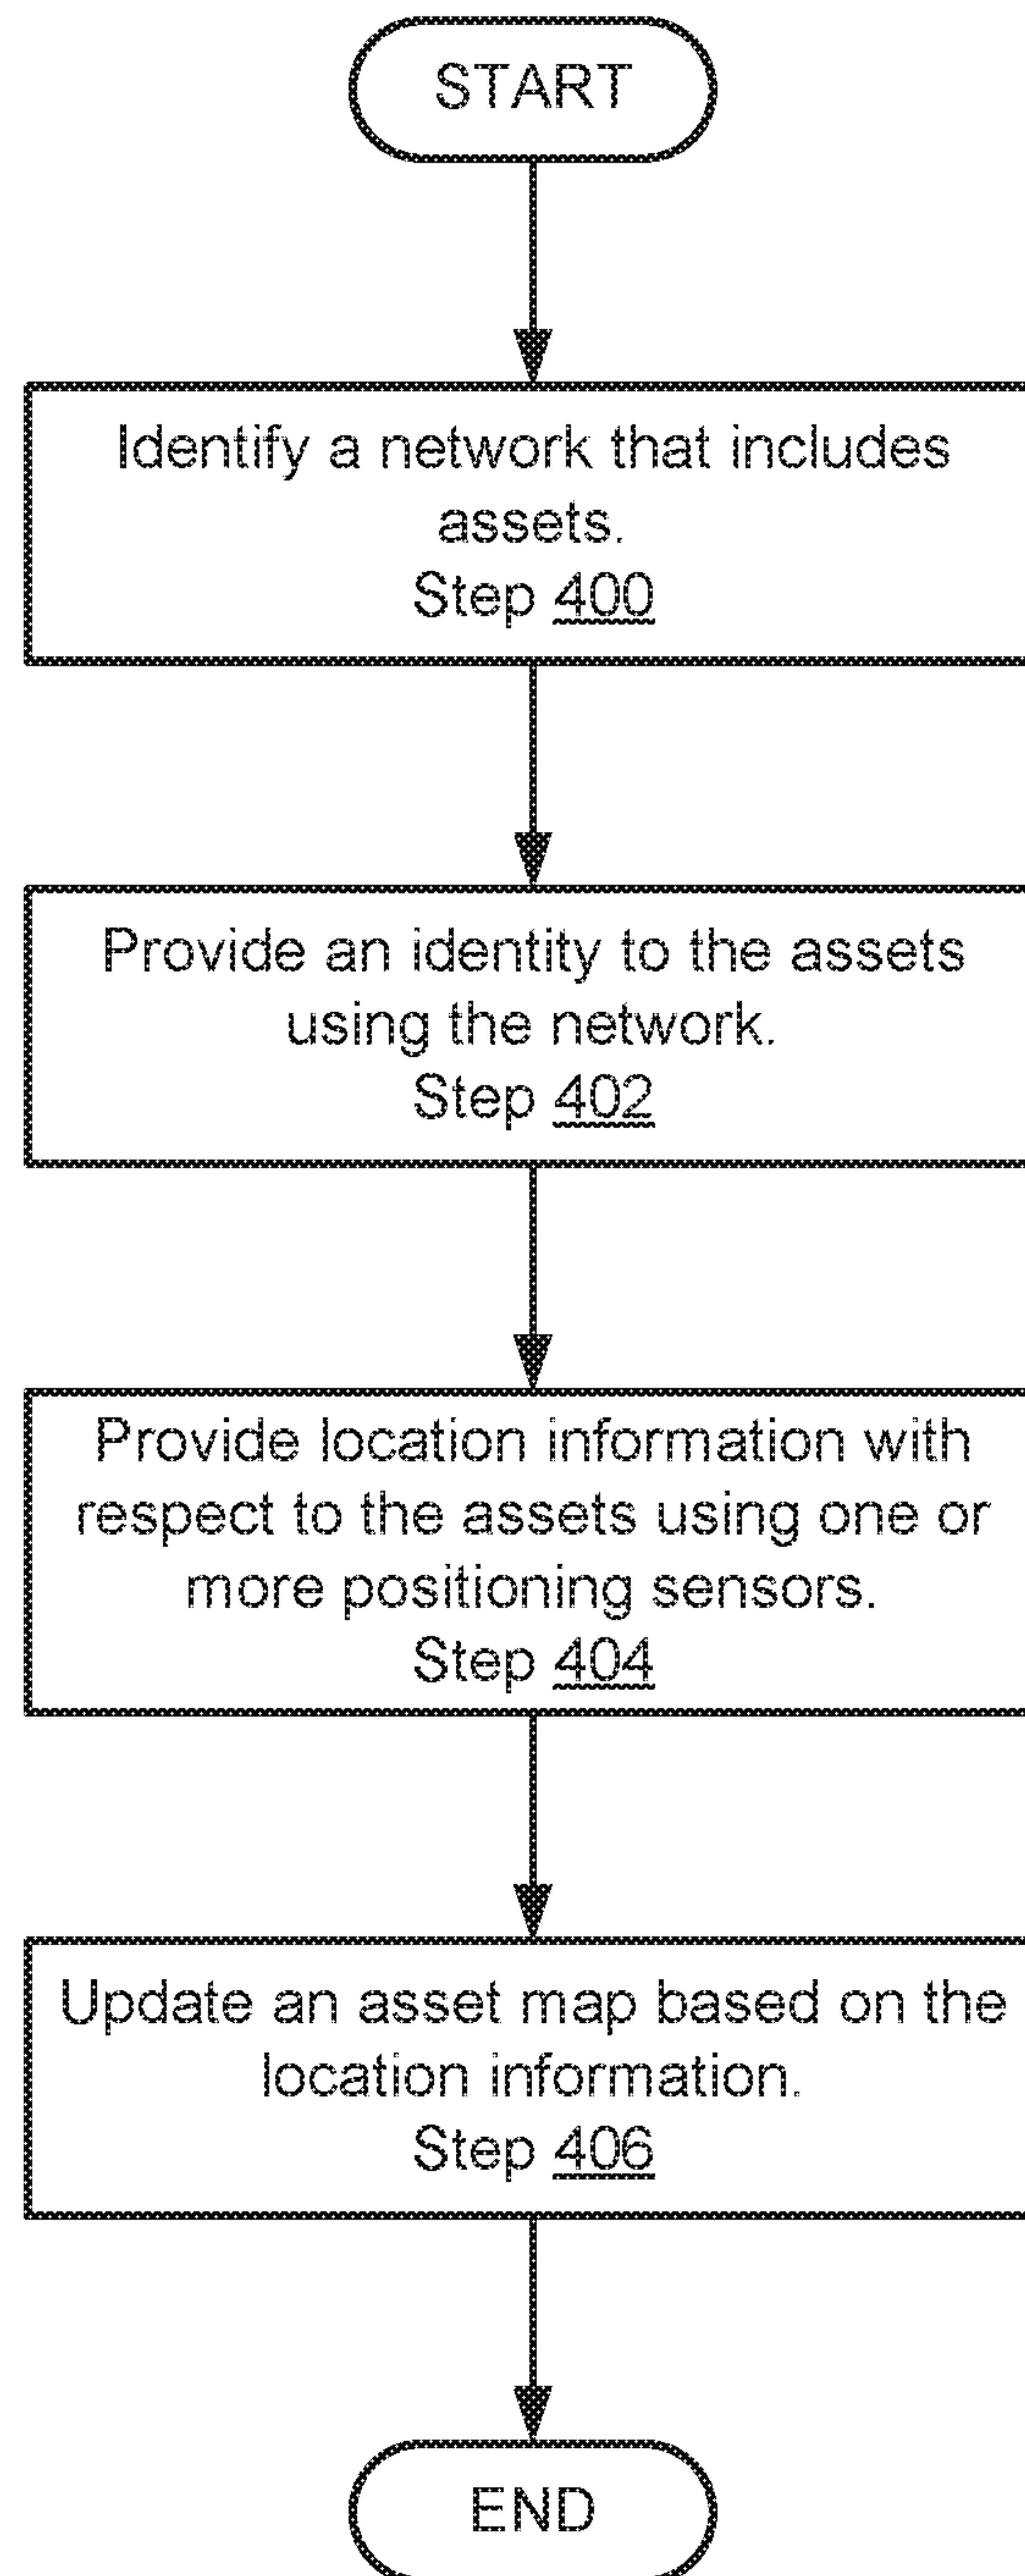 START
Identify a network that includes
assets.
Step 400
Provide an identity to the assets
using the network.
Step 402
Provide location information with
respect to the assets using one or
more positioning sensors.
Step 404
Update an asset map based on the
location information.
Step 406
END